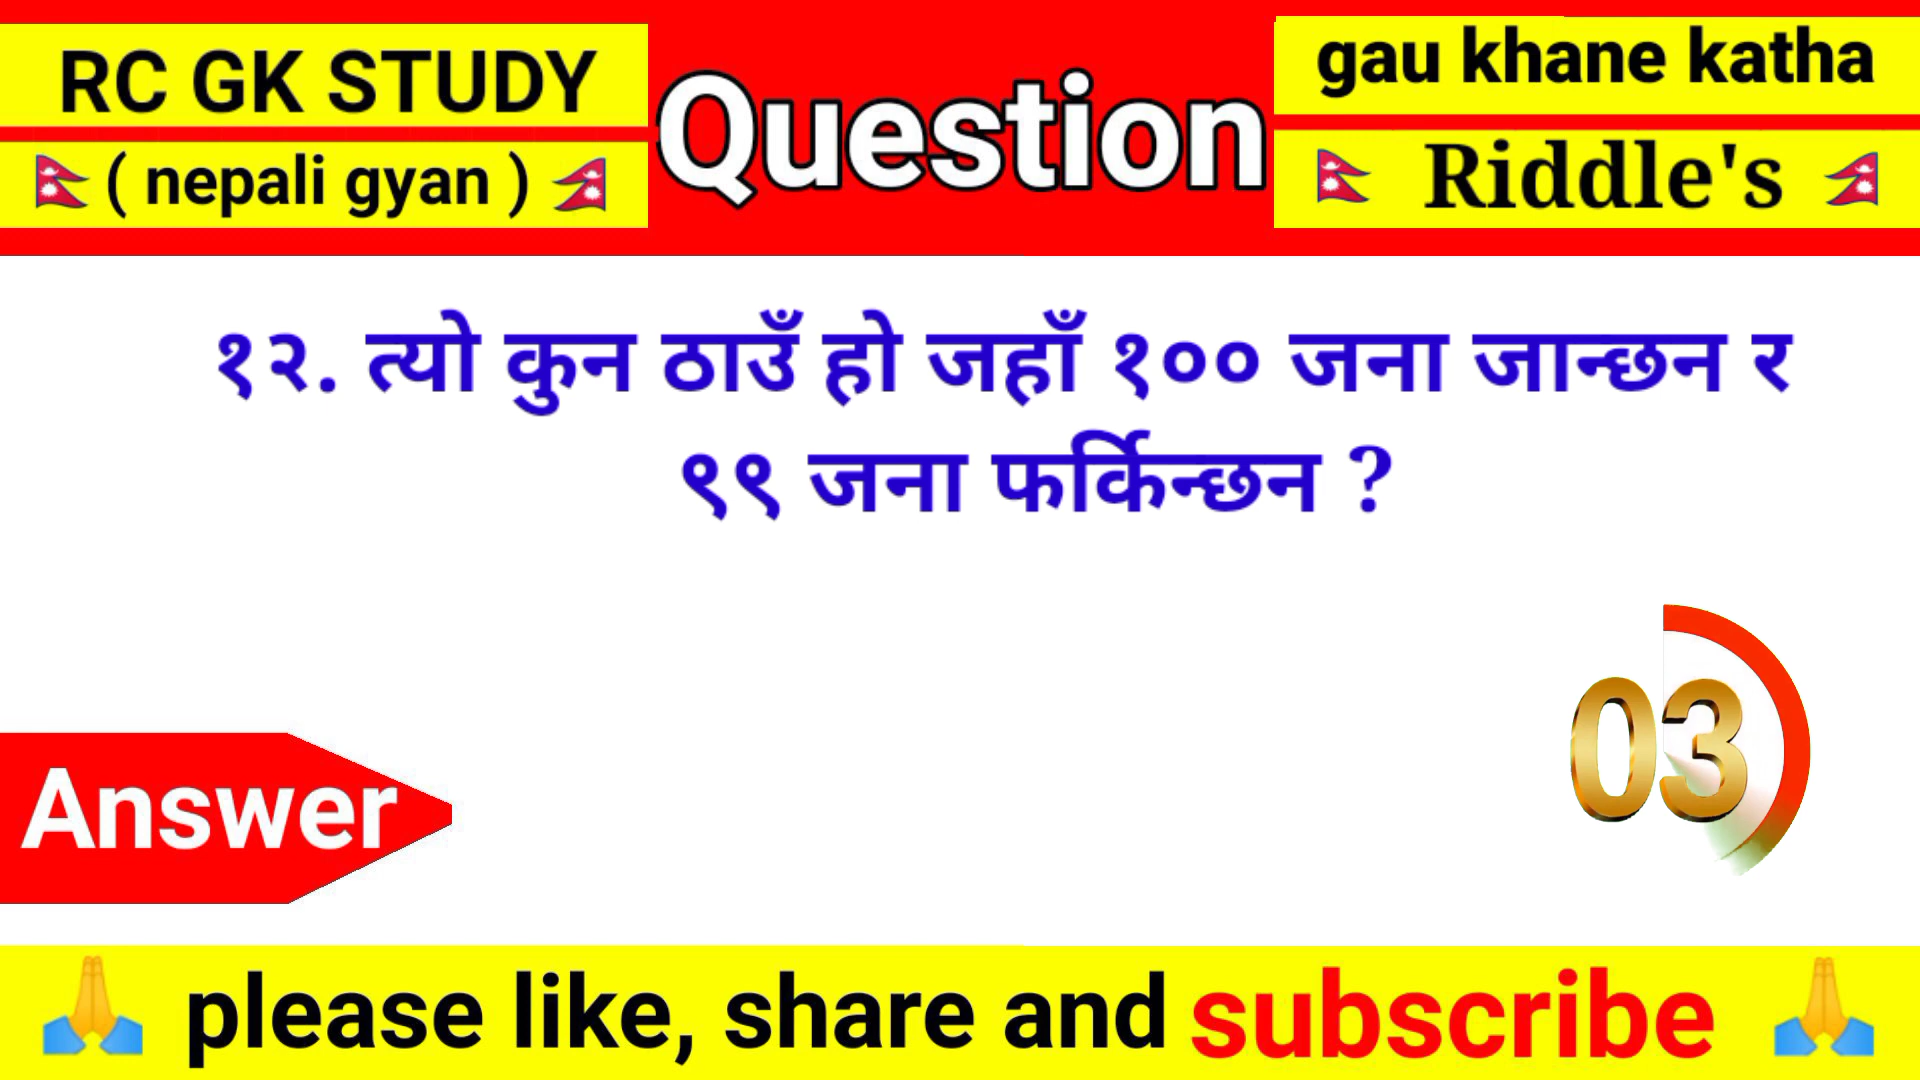 RC GK STUDY
( nepali gyan )
Question
gau khane katha
Riddle's
१२. त्यो कुन ठाउँ हो जहाँ १०० जना जान्छन र
९९ जना फर्किन्छन ?
03
Answer
please like, share and subscribe